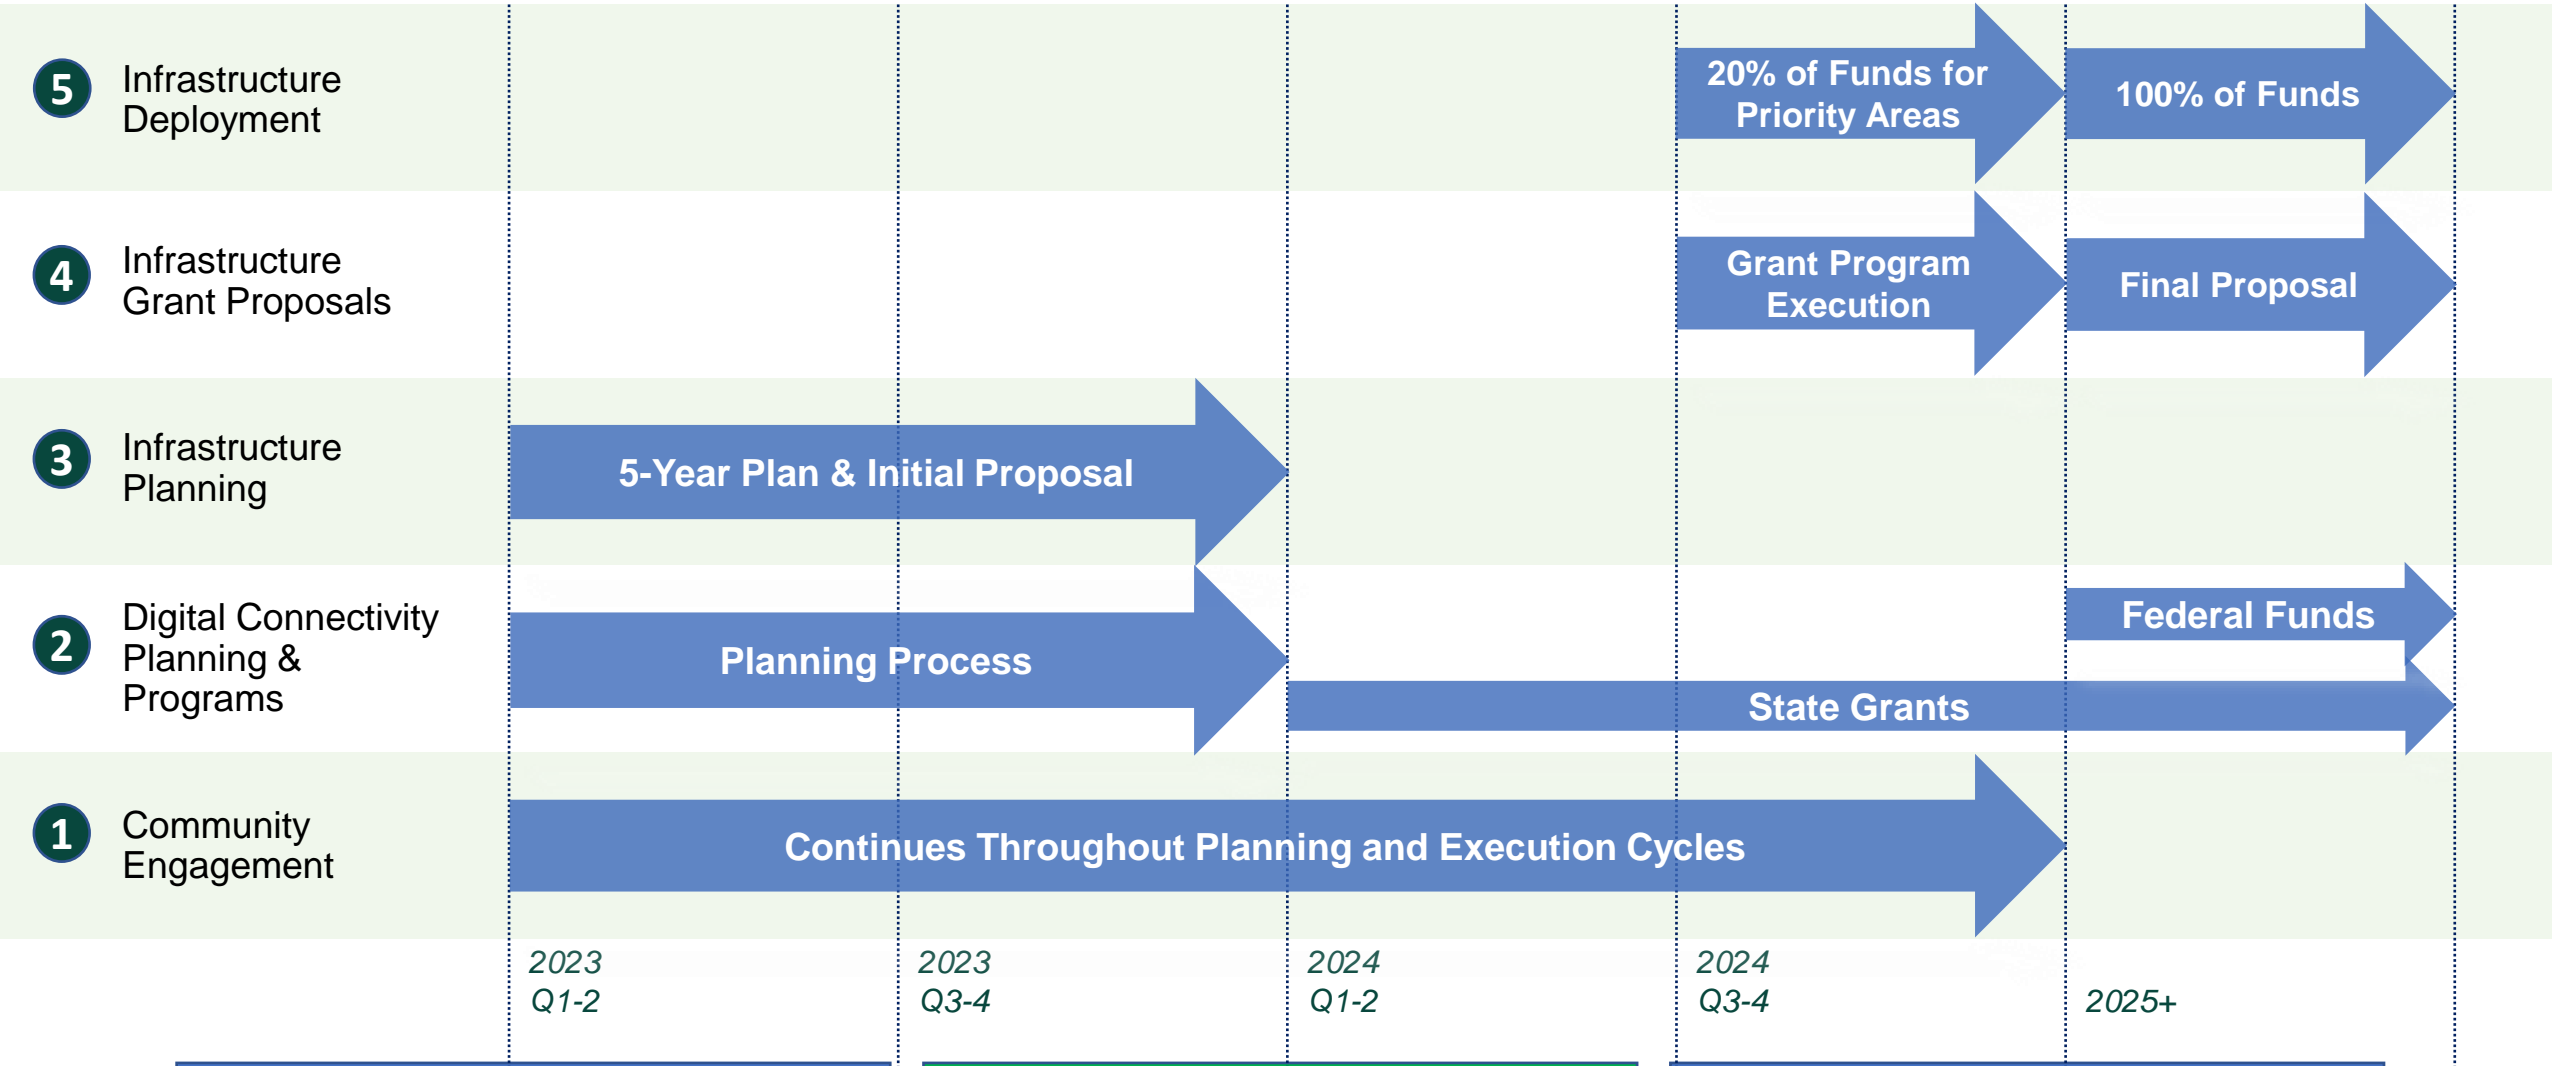 5
Infrastructure
Deployment
20% of Funds for
Priority Areas
100% of Funds
4
Infrastructure
Grant Proposals
Grant Program
Execution
Final Proposal
3
Infrastructure
Planning
5-Year Plan & Initial Proposal
2
Digital Connectivity
Planning &
Programs
Planning Process
Federal Funds
State Grants
1
Community
Engagement
Continues Throughout Planning and Execution Cycles
2023
Q1-2
2023
Q3-4
2024
Q1-2
2024
Q3-4
2025+